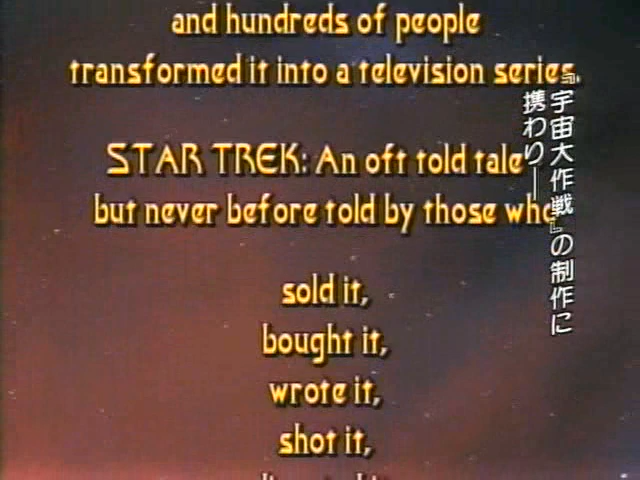 and hundreds of people
transformed it into a television series.
STAR TREK: An oft told tale
but never before told by those who
sold it,
bought it,
wrote it,
shot it,
『宇宙大作戦』の制作に
携わり─